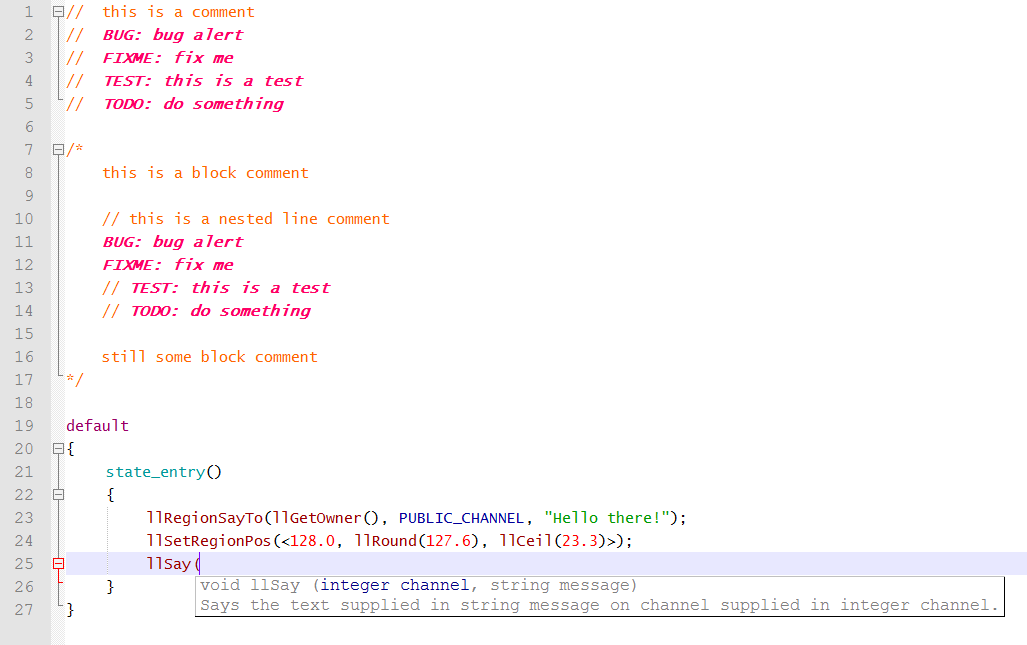 1 // this is a comment
2 // BUG: bug alert
3 // FIXME: fix me
4 // TEST: this is a test
5 // TODO: do something
6
7 /*
8 this is a block comment
9
10 // this is a nested line comment
11 BUG: bug alert
12 FIXME: fix me
13 // TEST: this is a test
14 // TODO: do something
15
16 still some block comment
17 */
18
19 default
20 {
21 state_entry()
22 {
23 llRegionSayTo(llGetOwner(), PUBLIC_CHANNEL, "Hello there!");
24 llSetRegionPos(<128.0, llRound(127.6), llCeil(23.3)>);
25 llSay(
26 }
void llSay (integer channel, string message)
Says the text supplied in string message on channel supplied in integer channel.
27 }